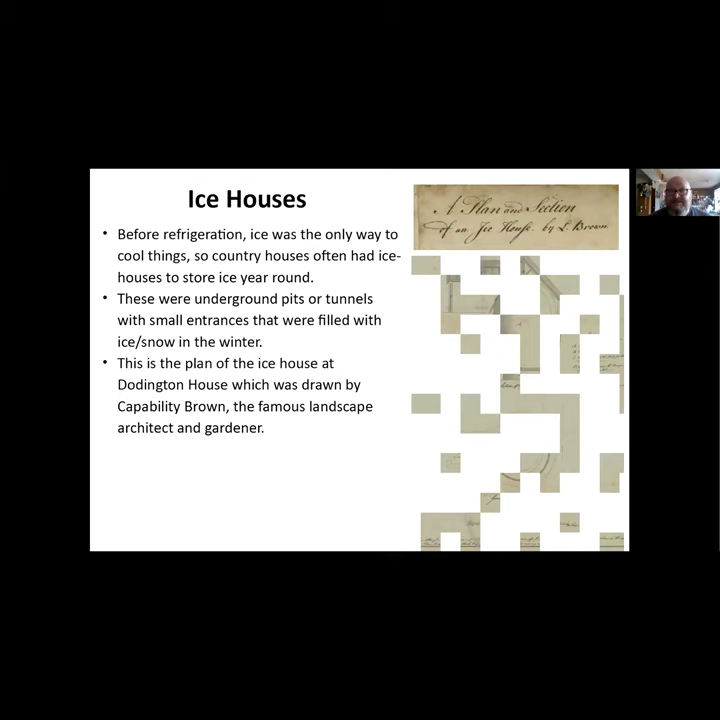 Ice Houses
• Before refrigeration, ice was the only way to
cool things, so country houses often had ice-
houses to store ice year round.
• These were underground pits or tunnels
with small entrances that were filled with
ice/snow in the winter.
• This is the plan of the ice house at
Dodington House which was drawn by
Capability Brown, the famous landscape
architect and gardener.
A Plan and Section
of an Ice House. by L. Brown.